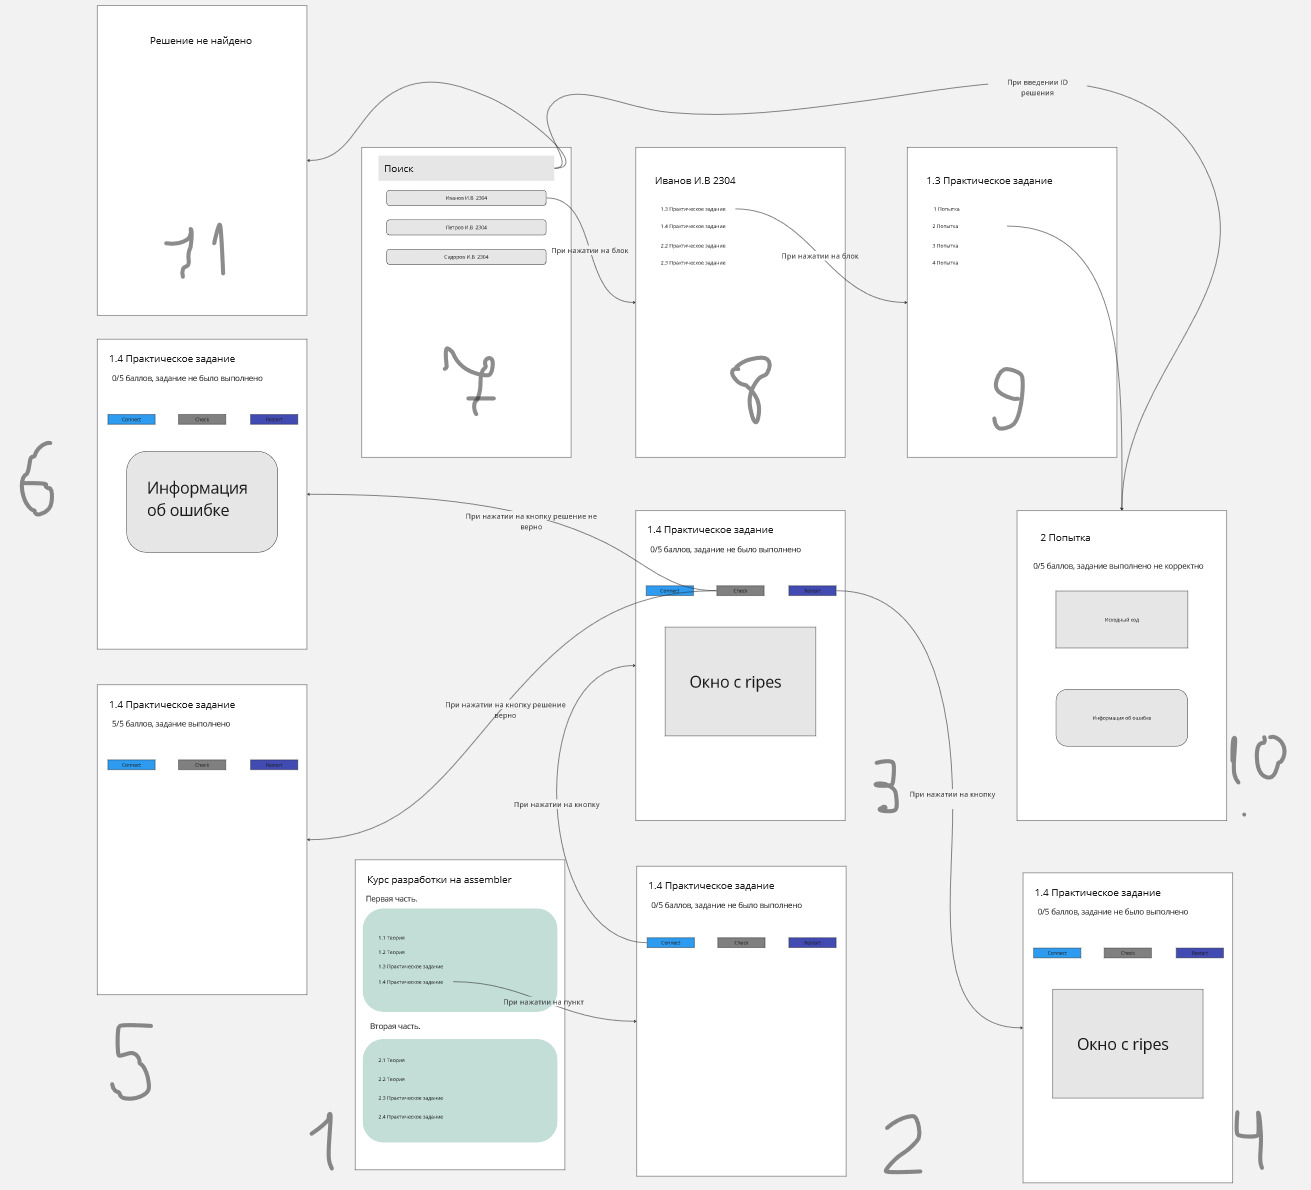 Решение не найдено
71
При введении ID
решения
Поиск
Иванов И.В 2304
Петров И.В 2304
Сидоров И.В 2304
При нажатии на блок
7
Иванов И.В 2304
1.3 Практическое задание
1.4 Практическое задание
2.2 Практическое задание
2.3 Практическое задание
При нажатии на блок
8
1.3 Практическое задание
1 Попытка
2 Попытка
3 Попытка
4 Попытка
9
1.4 Практическое задание
0/5 баллов, задание не было выполнено
Connect Check Restart
Информация
об ошибке
6
При нажатии на кнопку решение не
верно
1.4 Практическое задание
0/5 баллов, задание не было выполнено
Connect Check Restart
Окно с ripes
3
2 Попытка
0/5 баллов, задание выполнено не корректно
Исходный код
Информация об ошибке
10
1.4 Практическое задание
5/5 баллов, задание выполнено
Connect Check Restart
5
При нажатии на кнопку решение
верно
При нажатии на кнопку
При нажатии на кнопку
Курс разработки на assembler
Первая часть.
1.1 Теория
1.2 Теория
1.3 Практическое задание
1.4 Практическое задание
При нажатии на пункт
Вторая часть.
2.1 Теория
2.2 Теория
2.3 Практическое задание
2.4 Практическое задание
1
1.4 Практическое задание
0/5 баллов, задание не было выполнено
Connect Check Restart
2
1.4 Практическое задание
0/5 баллов, задание не было выполнено
Connect Check Restart
Окно с ripes
4